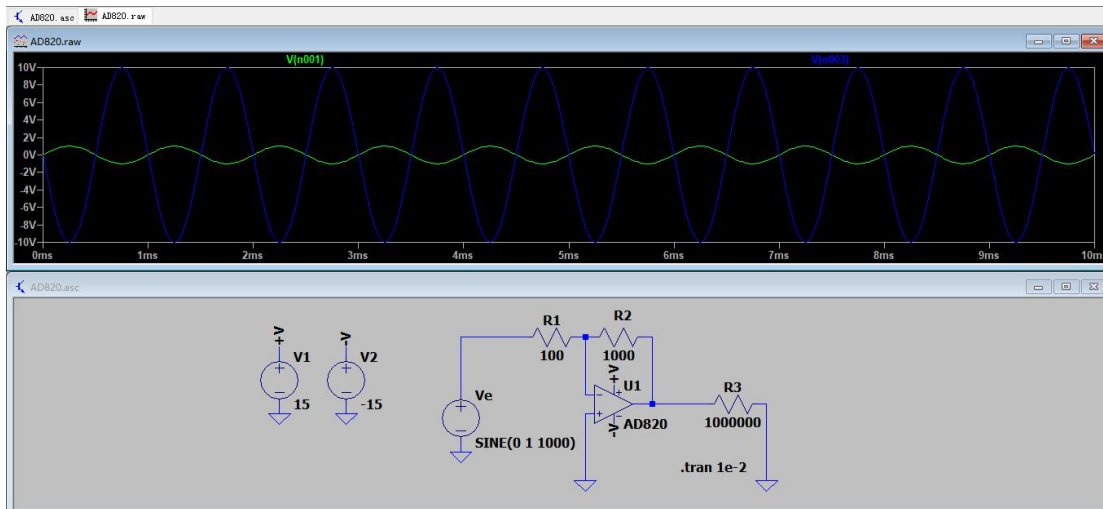 AD820.asc AD820.raw
AD820.raw
V(n001) V(n003)
10V
8V
6V
4V
2V
0V
-2V
-4V
-6V
-8V
-10V
0ms 1ms 2ms 3ms 4ms 5ms 6ms 7ms 8ms 9ms 10ms
AD820.asc
R1 R2
100 1000
+V -V
V1 V2
15 -15
Ve
SINE(0 1 1000)
+V
U1
-V
AD820
R3
1000000
.tran 1e-2